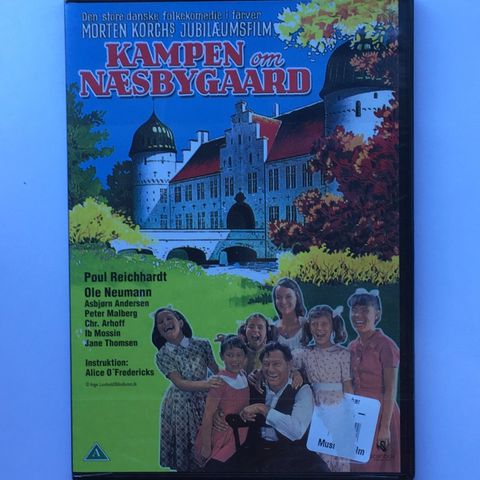 Den store danske folkekomedie i farver
MORTEN KORCHs JUBILÆUMSFILM
KAMPEN om
NÆSBYGAARD
Poul Reichhardt
Ole Neumann
Asbjørn Andersen
Peter Malberg
Chr. Arhoff
Ib Mossin
Jane Thomsen
Instruktion:
Alice O´Fredericks
A